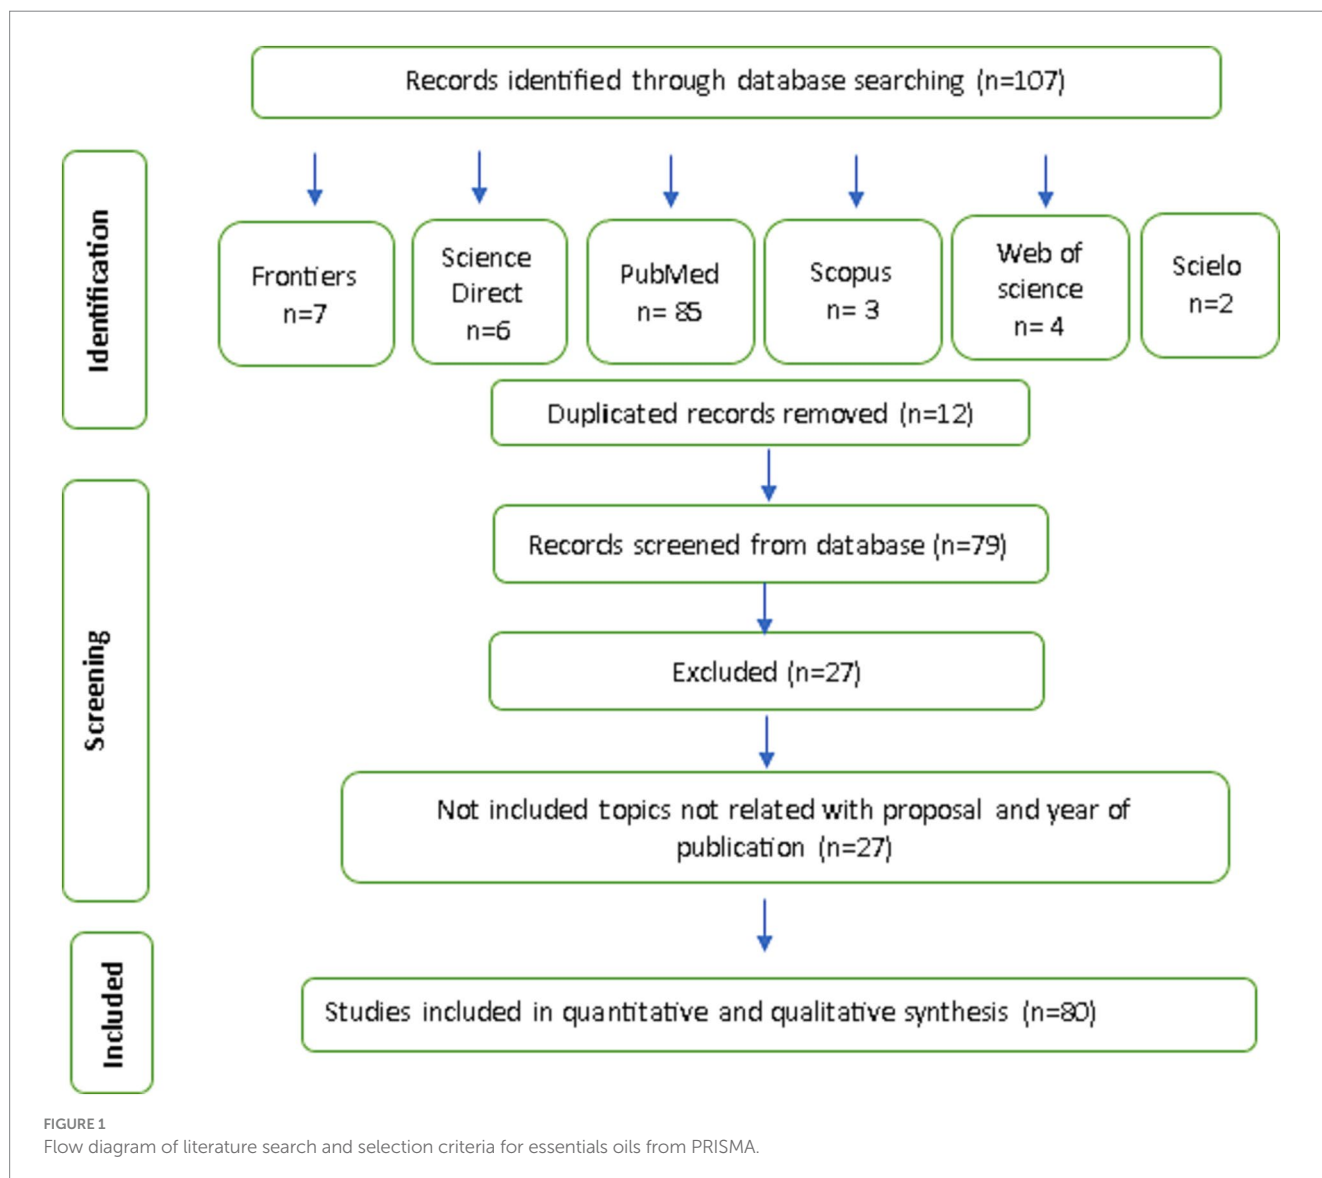 Records identified through database searching (n=107)
Identification
Frontiers
n=7
Science
Direct
n=6
PubMed
n= 85
Scopus
n= 3
Web of
science
n= 4
Scielo
n=2
Duplicated records removed (n=12)
Screening
Records screened from database (n=79)
Excluded (n=27)
Not included topics not related with proposal and year of
publication (n=27)
Included
Studies included in quantitative and qualitative synthesis (n=80)
FIGURE 1
Flow diagram of literature search and selection criteria for essentials oils from PRISMA.